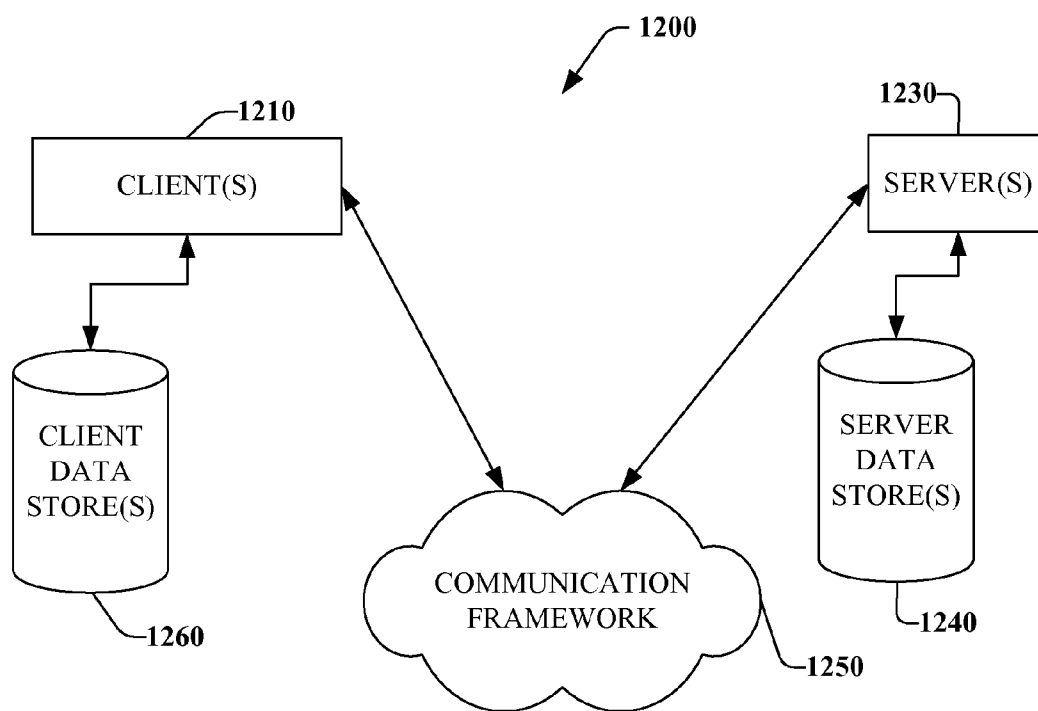 1200
1210
1230
CLIENT(S)
SERVER(S)
CLIENT
DATA
STORE(S)
SERVER
DATA
STORE(S)
COMMUNICATION
FRAMEWORK
1260
1240
1250